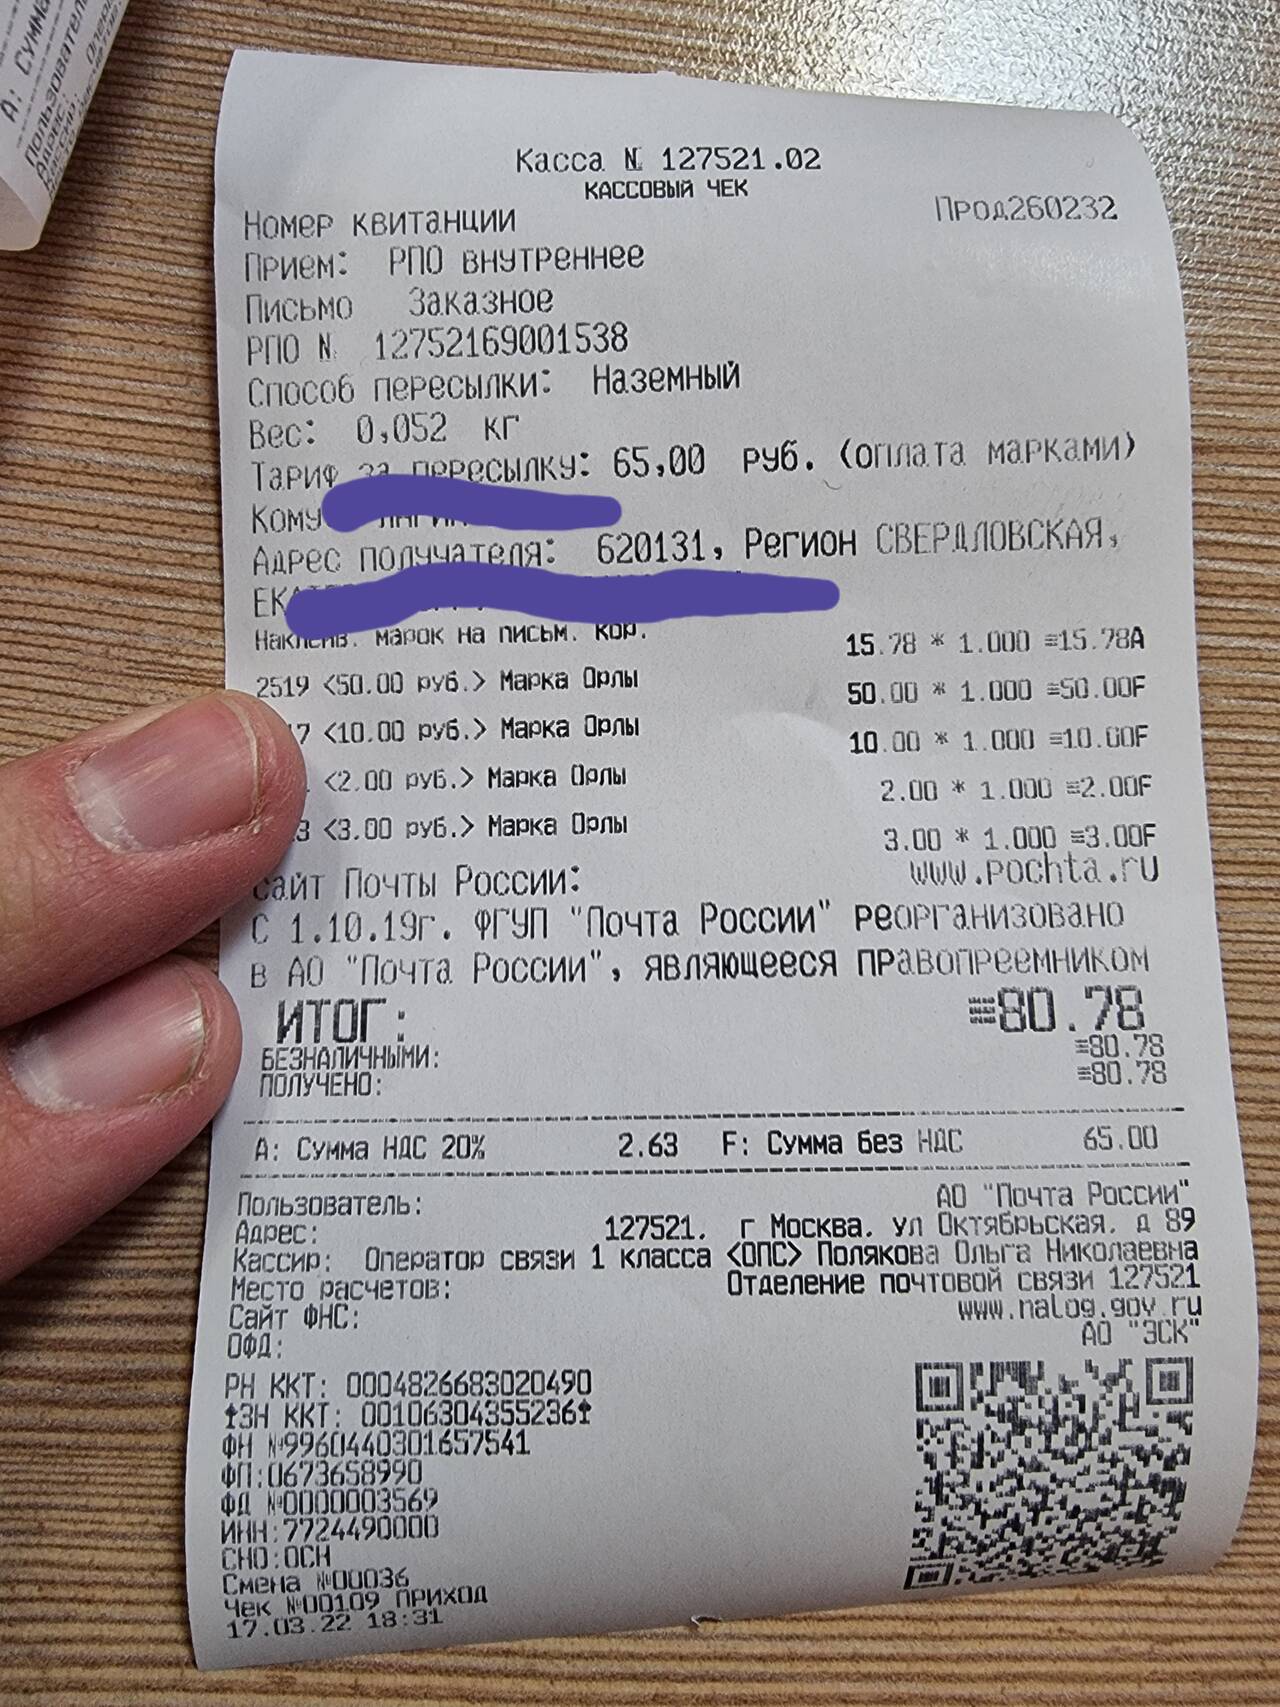 А: Сумма
Пользователь
Касса № 127521.02
КАССОВЫЙ ЧЕК
Номер квитанции Прод260232
Прием: РПО внутреннее
Письмо Заказное
РПО № 12752169001538
Способ пересылки: Наземный
Вес: 0,052 кг
Тариф за пересылку: 65,00 руб. (оплата марками)
Кому
Адрес получателя: 620131, Регион СВЕРДЛОВСКАЯ,
ЕКАТ
Наклеив. марок на письм. кор. 15.78 * 1.000 ≡15.78А
2519 <50.00 руб.> Марка Орлы 50.00 * 1.000 ≡50.00F
7 <10.00 руб.> Марка Орлы 10.00 * 1.000 ≡10.00F
<2.00 руб.> Марка Орлы 2.00 * 1.000 ≡2.00F
3 <3.00 руб.> Марка Орлы 3.00 * 1.000 ≡3.00F
сайт Почты России: www.pochta.ru
С 1.10.19г. ФГУП "Почта России" реорганизовано
в АО "Почта России", являющееся правопреемником
ИТОГ: ≡80.78
БЕЗНАЛИЧНЫМИ: ≡80.78
ПОЛУЧЕНО: ≡80.78
А: Сумма НДС 20% 2.63 F: Сумма без НДС 65.00
Пользователь: АО "Почта России"
Адрес: 127521, г Москва, ул Октябрьская, д 89
Кассир: Оператор связи 1 класса <ОПС> Полякова Ольга Николаевна
Место расчетов: Отделение почтовой связи 127521
Сайт ФНС: www.nalog.gov.ru
ОФД: АО "ЭСК"
РН ККТ: 0004826683020490
↑ЗН ККТ: 00106304355236↑
ФН №9960440301657541
ФП:0673658990
ФД №0000003569
ИНН:7724490000
СНО:ОСН
Смена №00036
Чек №00109 ПРИХОД
17.03.22 18:31